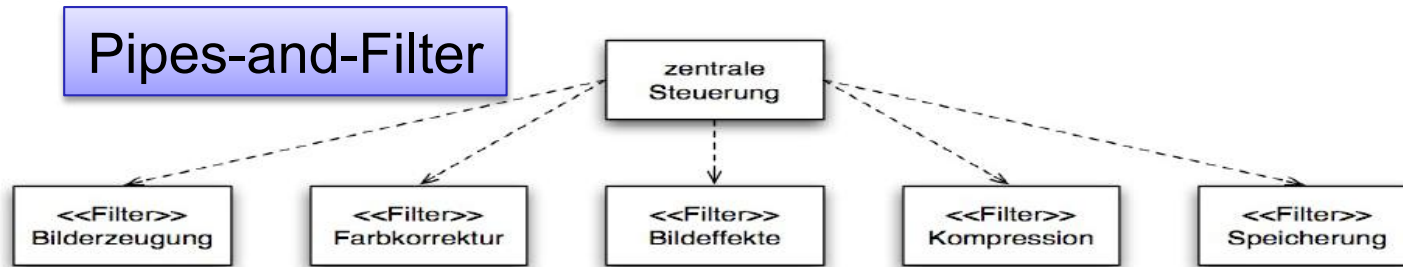 Pipes-and-Filter
zentrale
Steuerung
<<Filter>>
Bilderzeugung
<<Filter>>
Farbkorrektur
<<Filter>>
Bildeffekte
<<Filter>>
Kompression
<<Filter>>
Speicherung